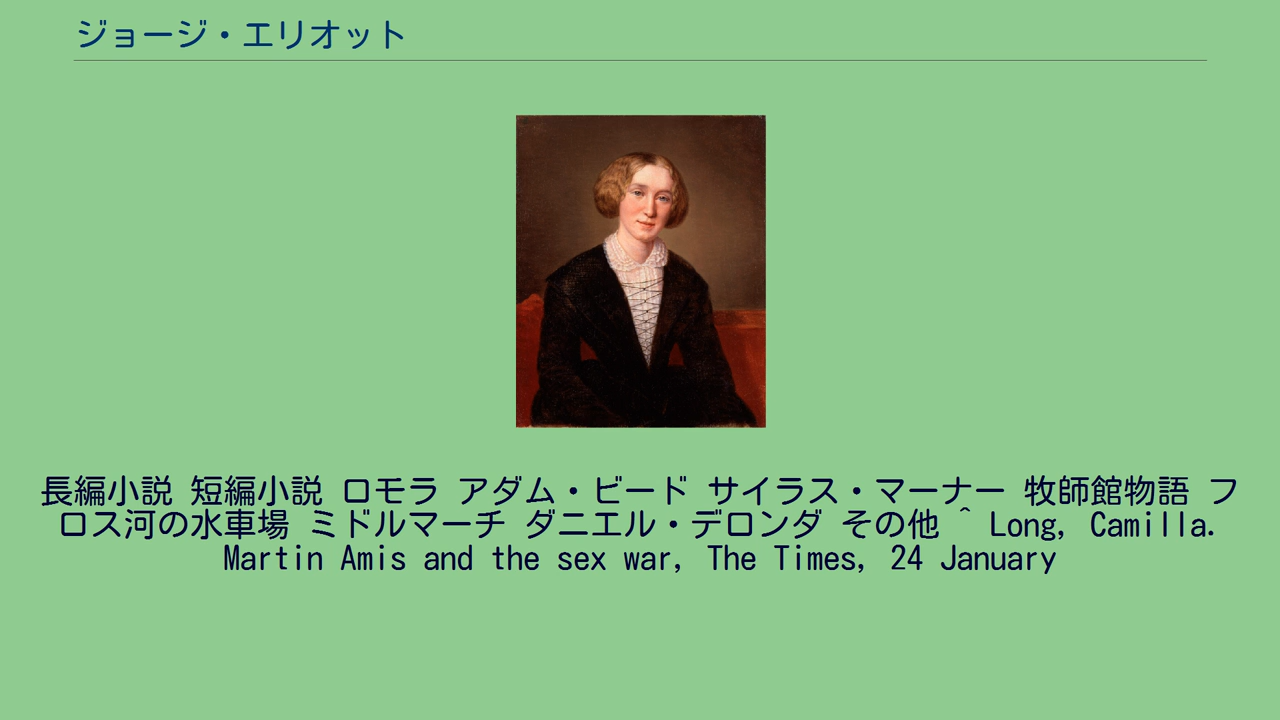 ジョージ・エリオット
長編小説 短編小説 ロモラ アダム・ビード サイラス・マーナー 牧師館物語 フ
ロス河の水車場 ミドルマーチ ダニエル・デロンダ その他 ^ Long, Camilla.
Martin Amis and the sex war, The Times, 24 January